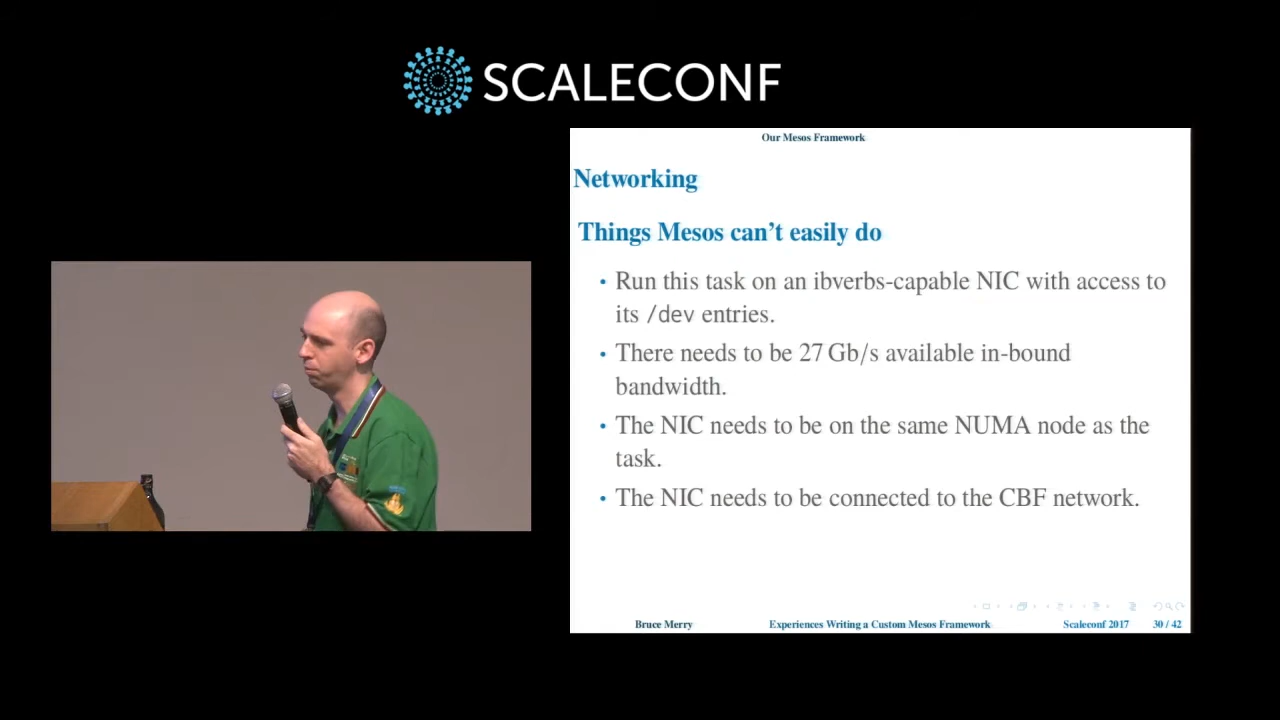 SCALECONF
Our Mesos Framework
Networking
Things Mesos can't easily do
• Run this task on an ibverbs-capable NIC with access to
its /dev entries.
• There needs to be 27 Gb/s available in-bound
bandwidth.
• The NIC needs to be on the same NUMA node as the
task.
• The NIC needs to be connected to the CBF network.
Bruce Merry
Experiences Writing a Custom Mesos Framework
Scaleconf 2017
30 / 42